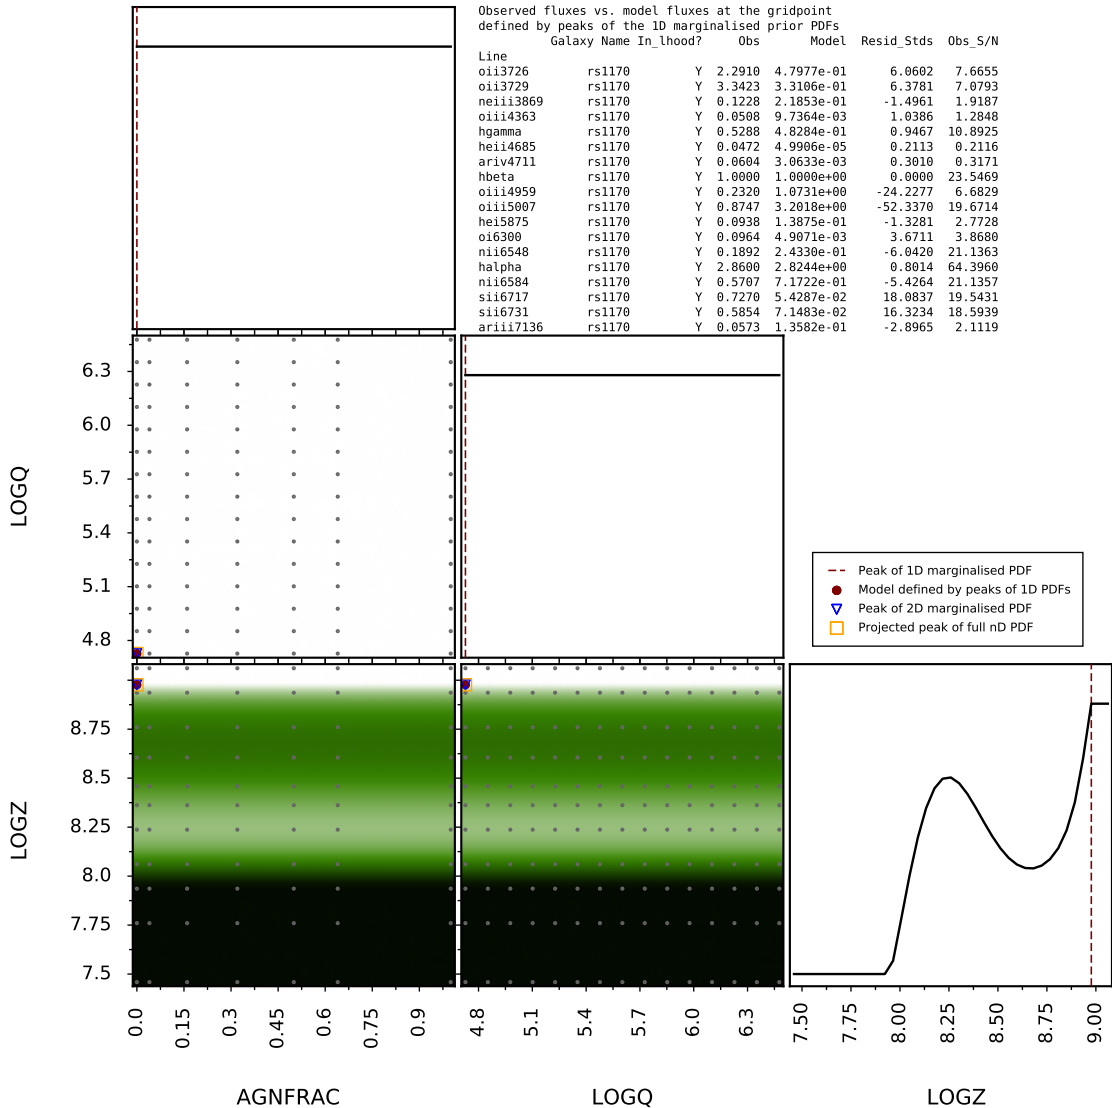 Observed fluxes vs. model fluxes at the gridpoint
defined by peaks of the 1D marginalised prior PDFs
Galaxy Name In_lhood? Obs Model Resid_Stds Obs_S/N
Line
oii3726 rs1170 Y 2.2910 4.7977e-01 6.0602 7.6655
oii3729 rs1170 Y 3.3423 3.3106e-01 6.3781 7.0793
neiii3869 rs1170 Y 0.1228 2.1853e-01 -1.4961 1.9187
oiii4363 rs1170 Y 0.0508 9.7364e-03 1.0386 1.2848
hgamma rs1170 Y 0.5288 4.8284e-01 0.9467 10.8925
heii4685 rs1170 Y 0.0472 4.9906e-05 0.2113 0.2116
ariv4711 rs1170 Y 0.0604 3.0633e-03 0.3010 0.3171
hbeta rs1170 Y 1.0000 1.0000e+00 0.0000 23.5469
oiii4959 rs1170 Y 0.2320 1.0731e+00 -24.2277 6.6829
oiii5007 rs1170 Y 0.8747 3.2018e+00 -52.3370 19.6714
hei5875 rs1170 Y 0.0938 1.3875e-01 -1.3281 2.7728
oi6300 rs1170 Y 0.0964 4.9071e-03 3.6711 3.8680
nii6548 rs1170 Y 0.1892 2.4330e-01 -6.0420 21.1363
halpha rs1170 Y 2.8600 2.8244e+00 0.8014 64.3960
nii6584 rs1170 Y 0.5707 7.1722e-01 -5.4264 21.1357
sii6717 rs1170 Y 0.7270 5.4287e-02 18.0837 19.5431
sii6731 rs1170 Y 0.5854 7.1483e-02 16.3234 18.5939
ariii7136 rs1170 Y 0.0573 1.3582e-01 -2.8965 2.1119
6.3
6.0
5.7
5.4
5.1
4.8
LOGQ
Peak of 1D marginalised PDF
Model defined by peaks of 1D PDFs
Peak of 2D marginalised PDF
Projected peak of full nD PDF
8.75
8.5
8.25
8.0
7.75
7.5
LOGZ
0.0 0.15 0.3 0.45 0.6 0.75 0.9
4.8 5.1 5.4 5.7 6.0 6.3
7.50 7.75 8.00 8.25 8.50 8.75 9.00
AGNFRAC LOGQ LOGZ